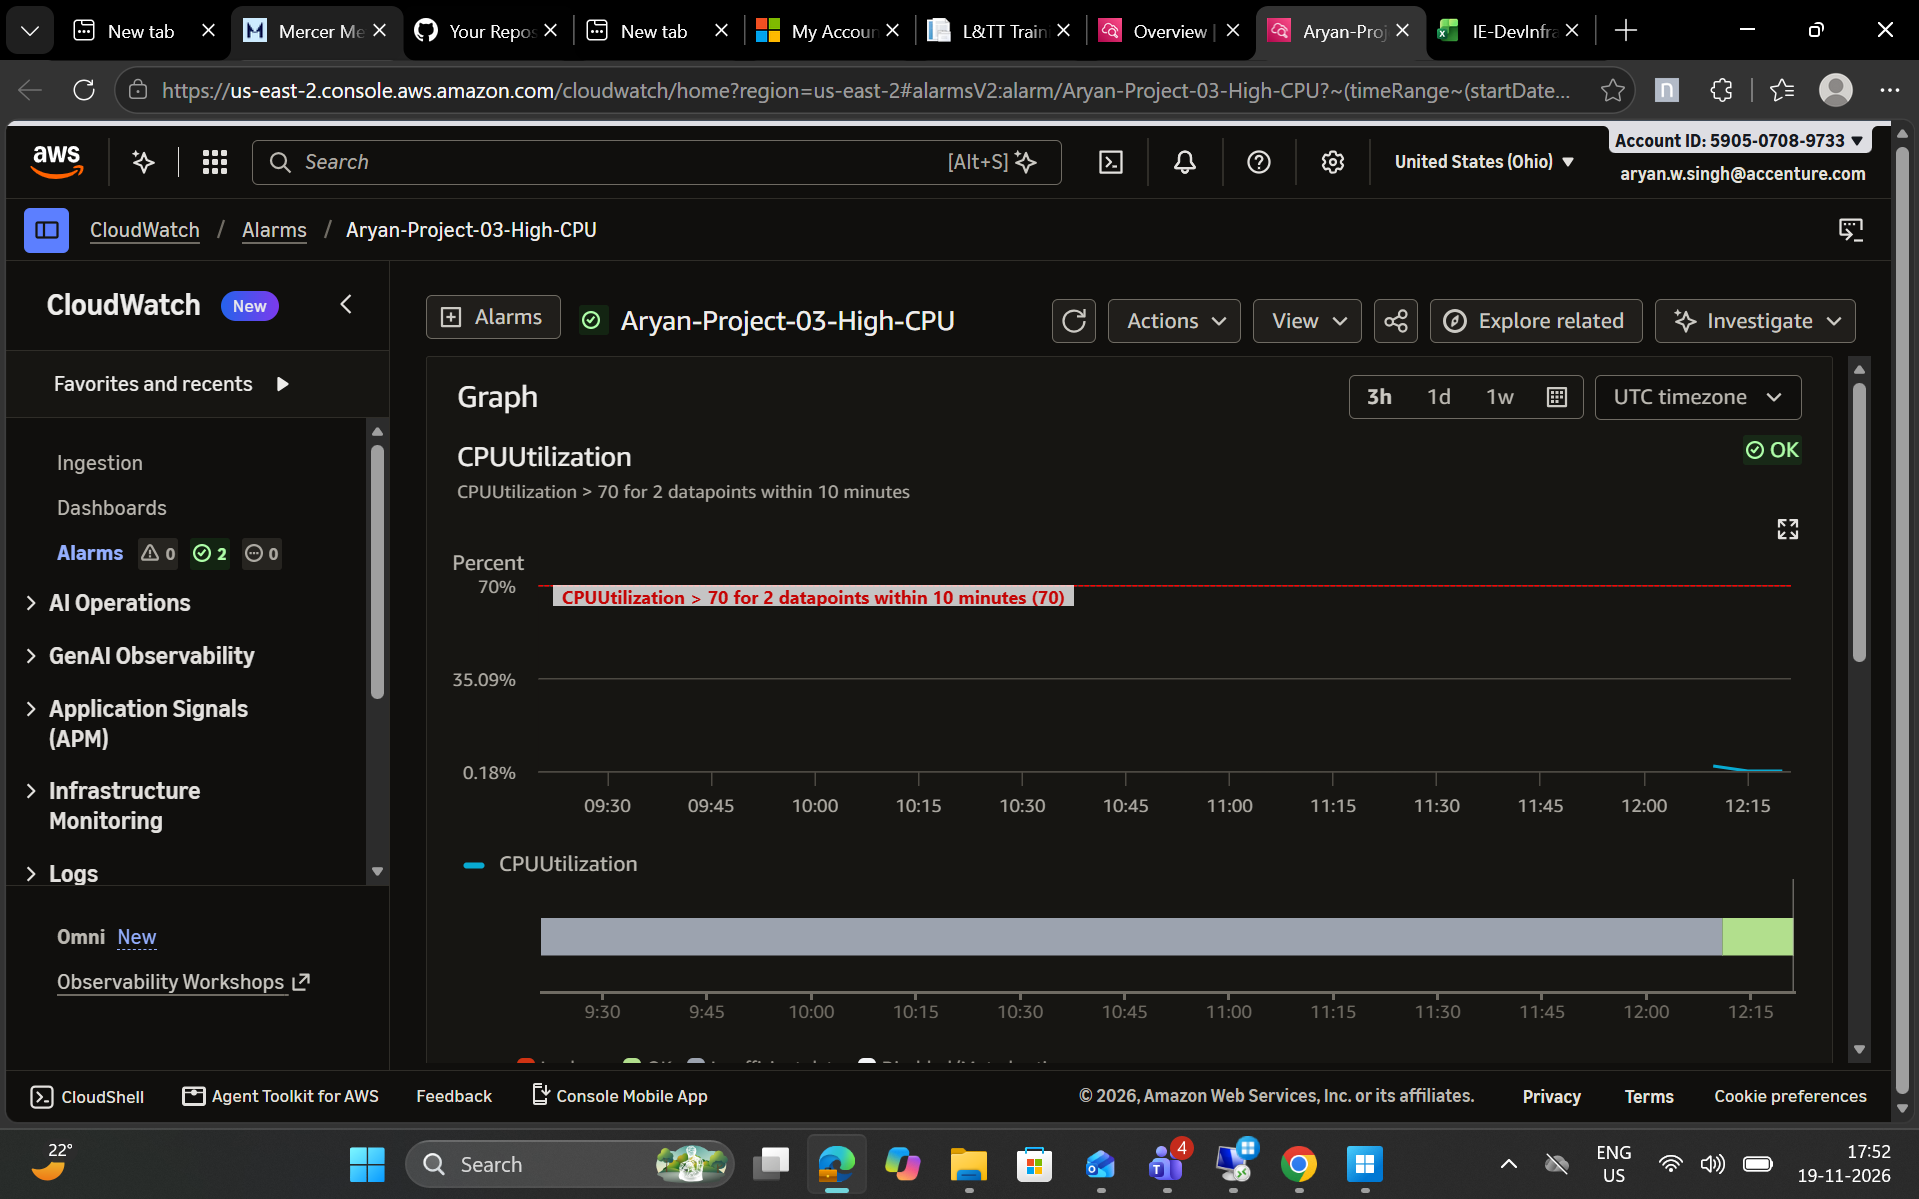 New tab
Mercer Me
Your Repos
New tab
My Accoun
L&TT Train
Overview |
Aryan-Proj
IE-DevInfra
https://us-east-2.console.aws.amazon.com/cloudwatch/home?region=us-east-2#alarmsV2:alarm/Aryan-Project-03-High-CPU?~(timeRange~(startDate...
aws
Search
[Alt+S]
United States (Ohio)
Account ID: 5905-0708-9733
aryan.w.singh@accenture.com
CloudWatch / Alarms / Aryan-Project-03-High-CPU
CloudWatch New
Favorites and recents
Ingestion
Dashboards
Alarms 0 2 0
AI Operations
GenAI Observability
Application Signals
(APM)
Infrastructure
Monitoring
Logs
Omni New
Observability Workshops
Alarms
Aryan-Project-03-High-CPU
Actions
View
Explore related
Investigate
Graph
3h 1d 1w
UTC timezone
CPUUtilization
OK
CPUUtilization > 70 for 2 datapoints within 10 minutes
Percent
70%
CPUUtilization > 70 for 2 datapoints within 10 minutes (70)
35.09%
0.18%
09:30 09:45 10:00 10:15 10:30 10:45 11:00 11:15 11:30 11:45 12:00 12:15
CPUUtilization
9:30 9:45 10:00 10:15 10:30 10:45 11:00 11:15 11:30 11:45 12:00 12:15
CloudShell
Agent Toolkit for AWS
Feedback
Console Mobile App
© 2026, Amazon Web Services, Inc. or its affiliates.
Privacy
Terms
Cookie preferences
22°
Search
4
ENG
US
17:52
19-11-2026